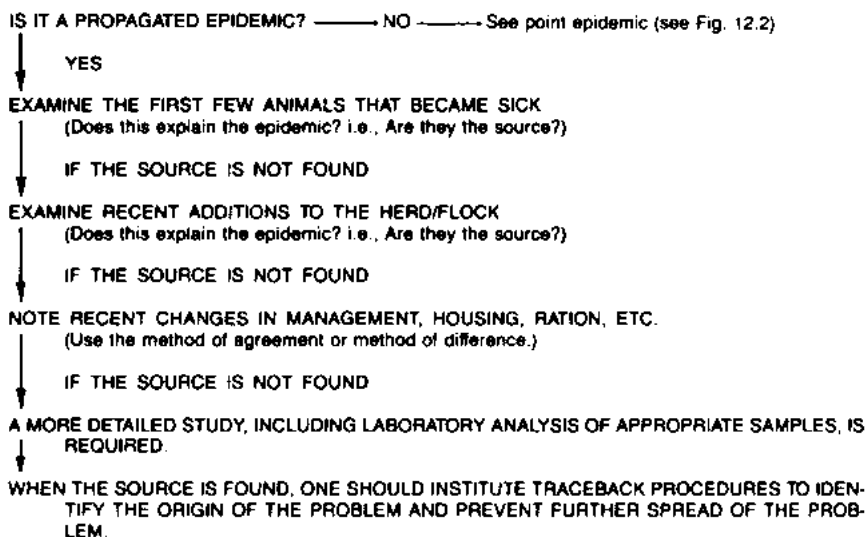 IS IT A PROPAGATED EPIDEMIC? NO See point epidemic (see Fig. 12.2)
YES
EXAMINE THE FIRST FEW ANIMALS THAT BECAME SICK
(Does this explain the epidemic? i.e., Are they the source?)
IF THE SOURCE IS NOT FOUND
EXAMINE RECENT ADDITIONS TO THE HERD/FLOCK
(Does this explain the epidemic? i.e., Are they the source?)
IF THE SOURCE IS NOT FOUND
NOTE RECENT CHANGES IN MANAGEMENT, HOUSING, RATION, ETC.
(Use the method of agreement or method of difference.)
IF THE SOURCE IS NOT FOUND
A MORE DETAILED STUDY, INCLUDING LABORATORY ANALYSIS OF APPROPRIATE SAMPLES, IS
REQUIRED.
WHEN THE SOURCE IS FOUND, ONE SHOULD INSTITUTE TRACEBACK PROCEDURES TO IDEN-
TIFY THE ORIGIN OF THE PROBLEM AND PREVENT FURTHER SPREAD OF THE PROB-
LEM.